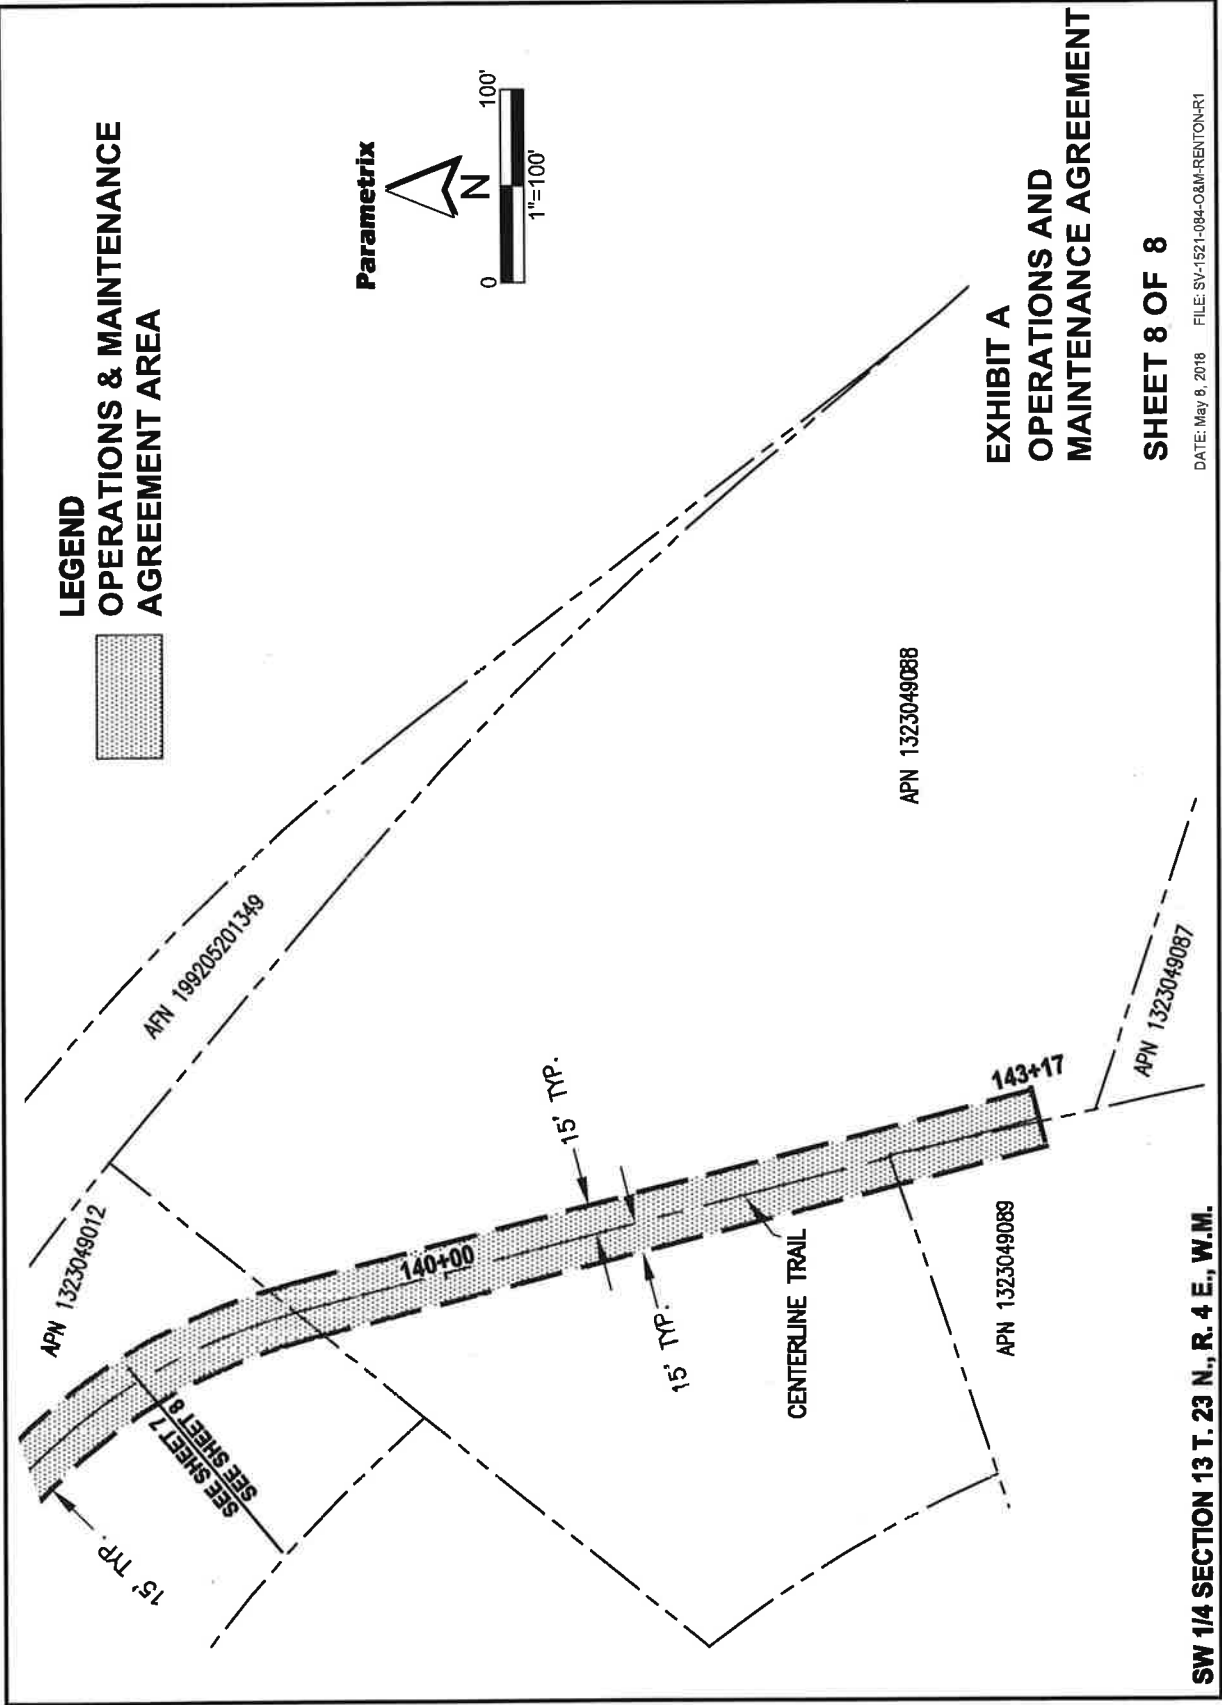 LEGEND
OPERATIONS & MAINTENANCE
AGREEMENT AREA
Parametrix
N
0
100'
1"=100'
APN 1323049012
AFN 199205201349
15' TYP.
SEE SHEET 7
SEE SHEET 8
140+00
15' TYP.
15' TYP.
CENTERLINE TRAIL
143+17
APN 1323049088
APN 1323049089
APN 1323049087
EXHIBIT A
OPERATIONS AND
MAINTENANCE AGREEMENT
SHEET 8 OF 8
DATE: May 8, 2018 FILE: SV-1521-084-O&M-RENTON-R1
SW 1/4 SECTION 13 T. 23 N., R. 4 E., W.M.